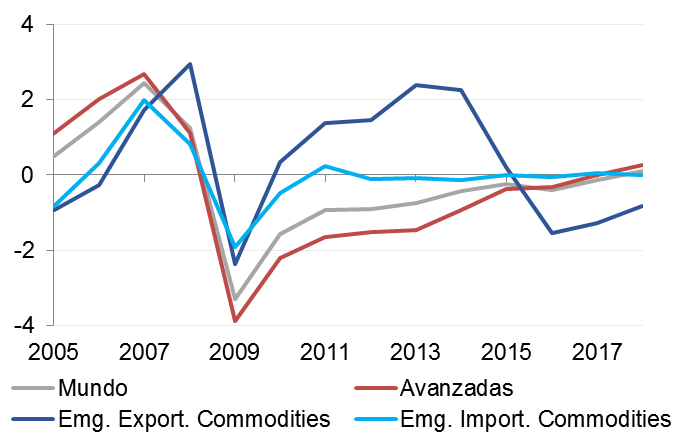 4
2
0
-2
-4
2005 2007 2009 2011 2013 2015 2017
Mundo Avanzadas
Emg. Export. Commodities Emg. Import. Commodities